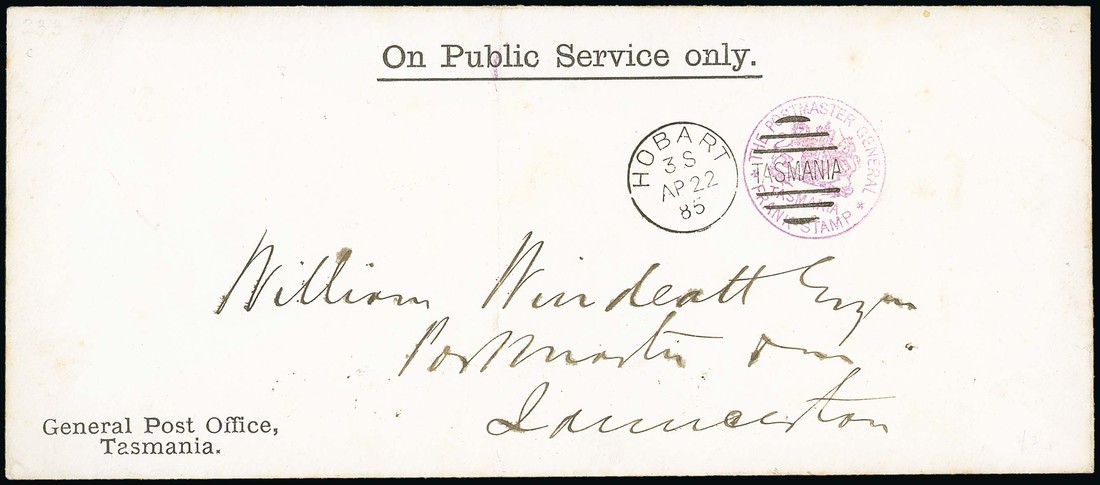 On Public Service only.
HOBART
3S
AP 22
85
THE POSTMASTER GENERAL
TASMANIA
TASMANIA
* FRANK STAMP *
William Windeatt Esqre
Postmaster
Launceston
General Post Office,
Tasmania.